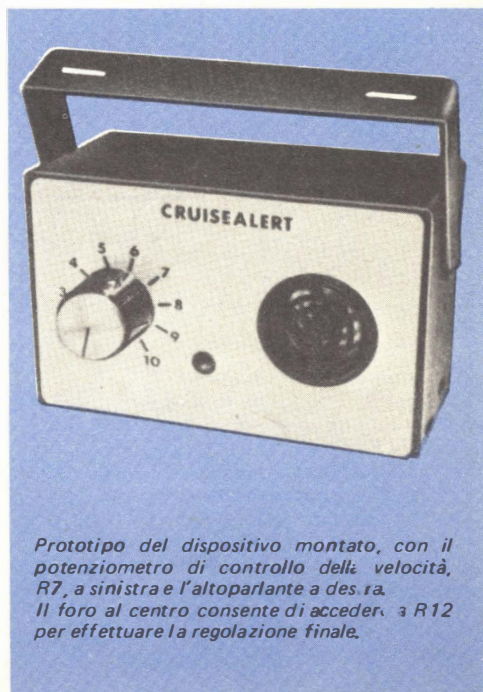 CRUISEALERT
3 4 5 6 7 8 9 10
Prototipo del dispositivo montato, con il
potenziometro di controllo della velocità,
R7, a sinistra e l'altoparlante a destra.
Il foro al centro consente di accedere a R12
per effettuare la regolazione finale.